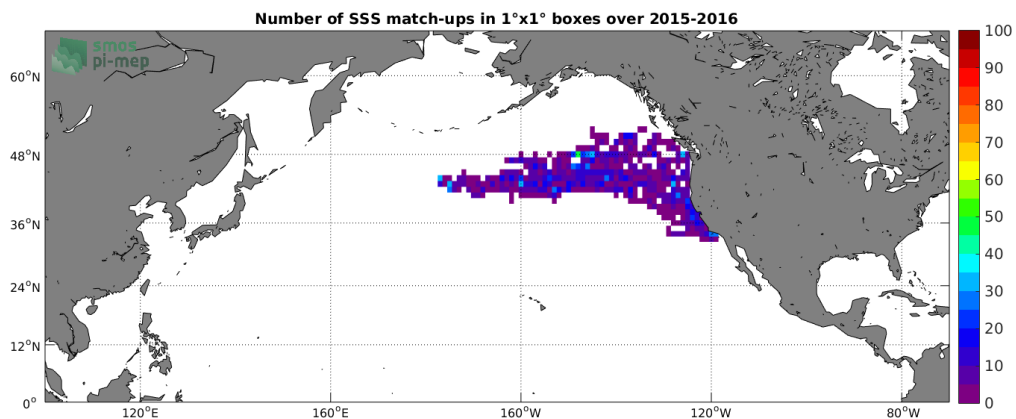 Number of SSS match-ups in 1°x1° boxes over 2015-2016
smos
pi-mep
60°N
48°N
36°N
24°N
12°N
0°
120°E
160°E
160°W
120°W
80°W
100
90
80
70
60
50
40
30
20
10
0